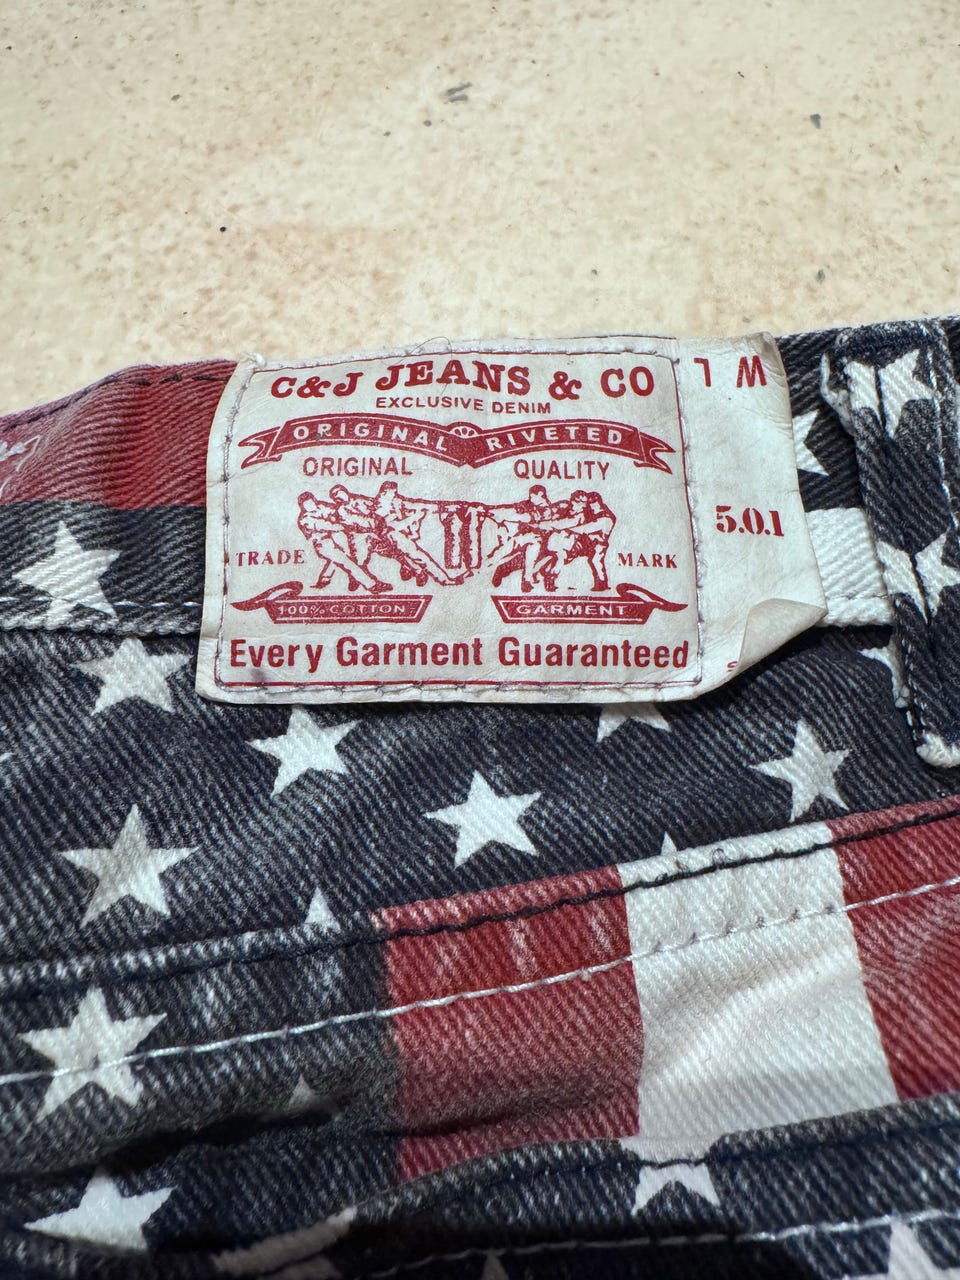 C&J JEANS & CO
EXCLUSIVE DENIM
ORIGINAL RIVETED
ORIGINAL QUALITY
TRADE MARK
100% COTTON GARMENT
Every Garment Guaranteed
L W
5.0.1
S